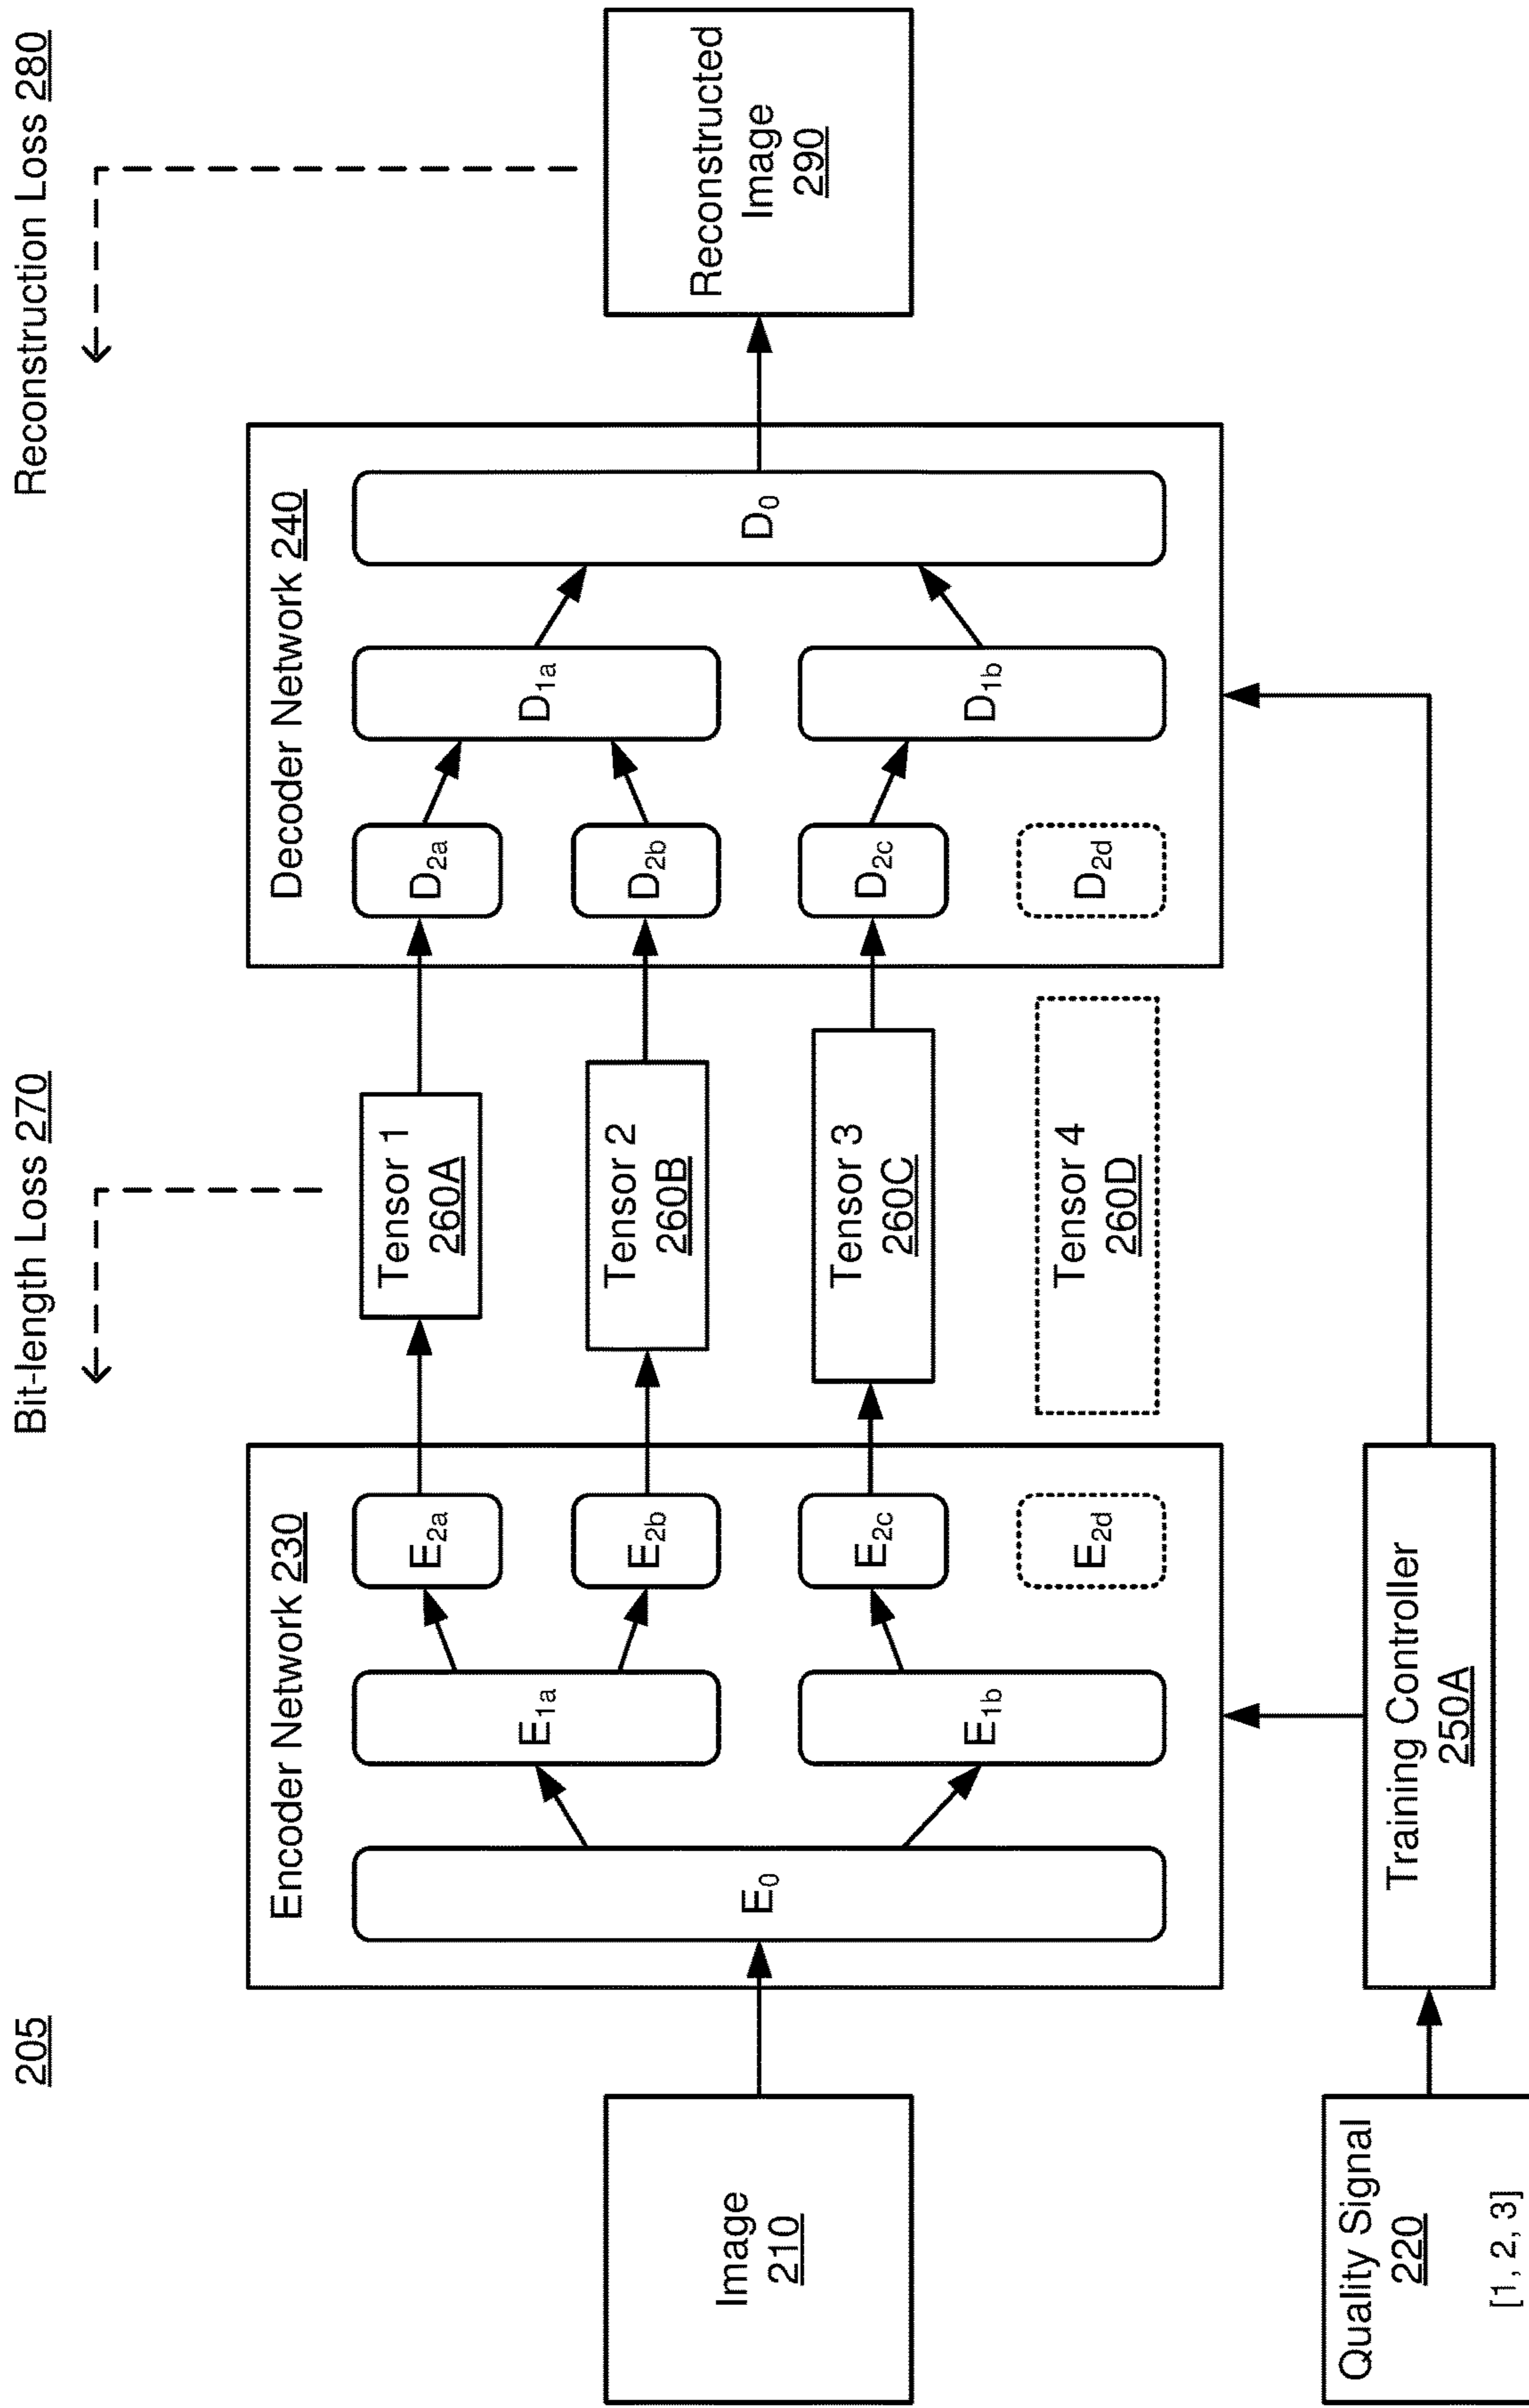 205
Bit-length Loss 270
Reconstruction Loss 280
Encoder Network 230
Decoder Network 240
Image
210
E0
E1a
E1b
E2a
E2b
E2c
E2d
Tensor 1
260A
Tensor 2
260B
Tensor 3
260C
Tensor 4
260D
D2a
D2b
D2c
D2d
D1a
D1b
D0
Reconstructed
Image
290
Quality Signal
220
[1, 2, 3]
Training Controller
250A